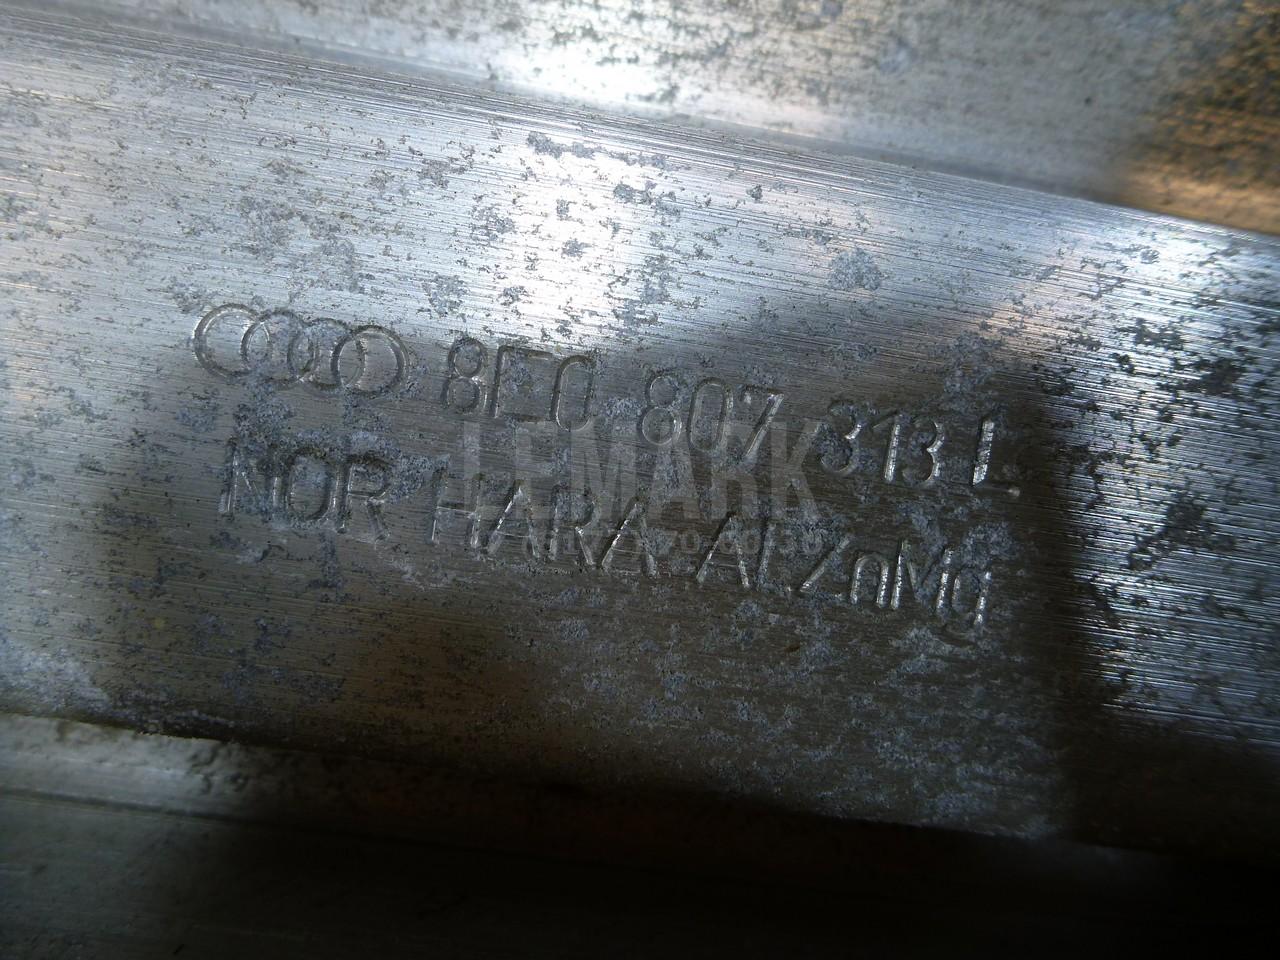 8E0 807 313 L
NOR HARA AlZnMg
LEMARK